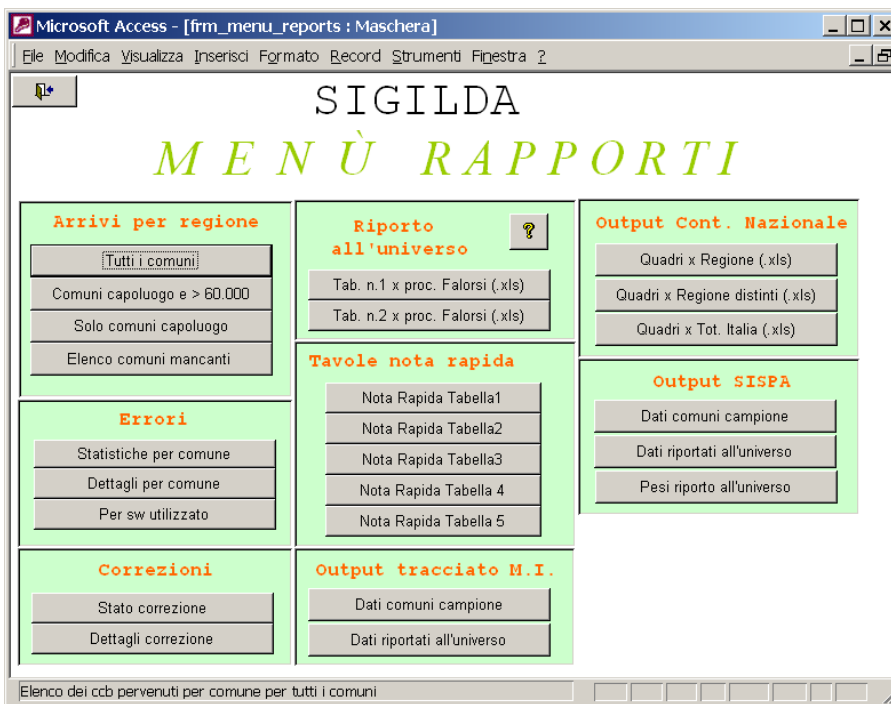 Microsoft Access - [frm_menu_reports : Maschera]
File Modifica Visualizza Inserisci Formato Record Strumenti Finestra ?
SIGILDA
MENÙ RAPPORTI
Arrivi per regione
Tutti i comuni
Comuni capoluogo e > 60.000
Solo comuni capoluogo
Elenco comuni mancanti
Errori
Statistiche per comune
Dettagli per comune
Per sw utilizzato
Correzioni
Stato correzione
Dettagli correzione
Riporto
all'universo
?
Tab. n.1 x proc. Falorsi (.xls)
Tab. n.2 x proc. Falorsi (.xls)
Tavole nota rapida
Nota Rapida Tabella1
Nota Rapida Tabella2
Nota Rapida Tabella3
Nota Rapida Tabella 4
Nota Rapida Tabella 5
Output tracciato M.I.
Dati comuni campione
Dati riportati all'universo
Output Cont. Nazionale
Quadri x Regione (.xls)
Quadri x Regione distinti (.xls)
Quadri x Tot. Italia (.xls)
Output SISPA
Dati comuni campione
Dati riportati all'universo
Pesi riporto all'universo
Elenco dei ccb pervenuti per comune per tutti i comuni